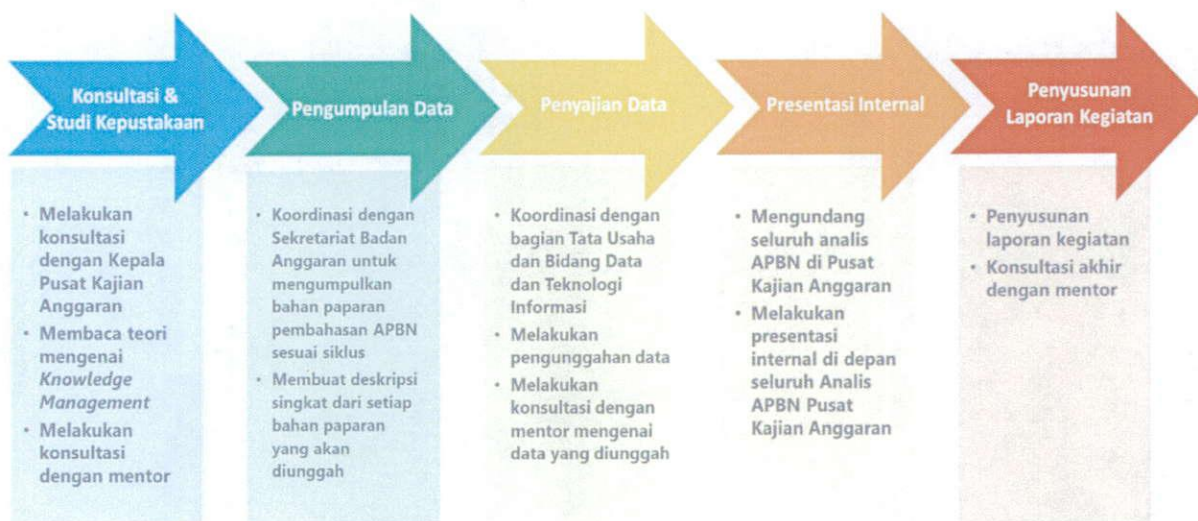 Konsultasi &
Studi Kepustakaan
Pengumpulan Data
Penyajian Data
Presentasi Internal
Penyusunan
Laporan Kegiatan
• Melakukan
konsultasi
dengan Kepala
Pusat Kajian
Anggaran
• Membaca teori
mengenai
Knowledge
Management
• Melakukan
konsultasi
dengan mentor
• Koordinasi dengan
Sekretariat Badan
Anggaran untuk
mengumpulkan
bahan paparan
pembahasan APBN
sesuai siklus
• Membuat deskripsi
singkat dari setiap
bahan paparan
yang akan
diunggah
• Koordinasi dengan
bagian Tata Usaha
dan Bidang Data
dan Teknologi
Informasi
• Melakukan
pengunggahan data
• Melakukan
konsultasi dengan
mentor mengenai
data yang diunggah
• Mengundang
seluruh analis
APBN di Pusat
Kajian Anggaran
• Melakukan
presentasi
internal di depan
seluruh Analis
APBN Pusat
Kajian Anggaran
• Penyusunan
laporan kegiatan
• Konsultasi akhir
dengan mentor